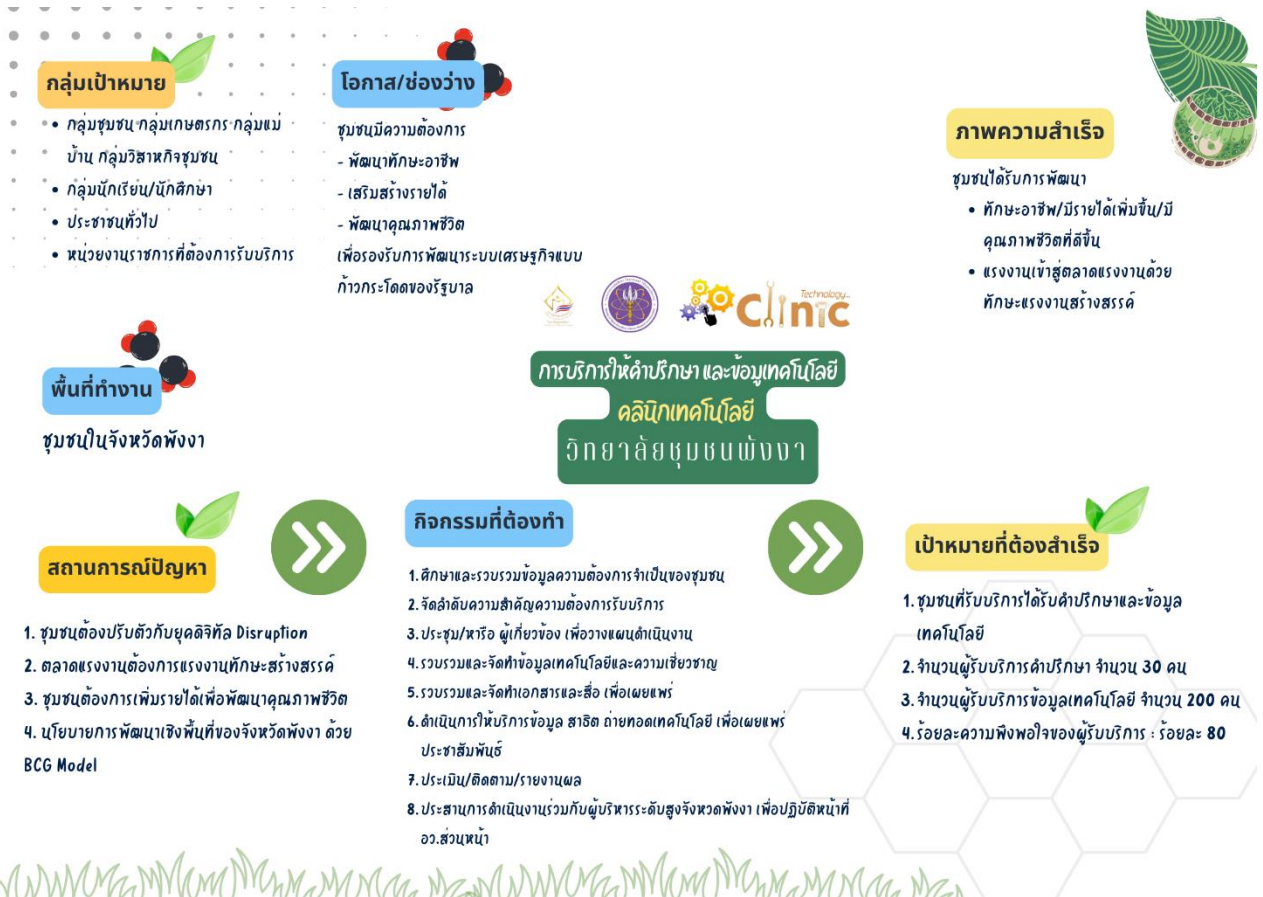 กลุ่มเป้าหมาย
• กลุ่มชุมชน กลุ่มเกษตรกร กลุ่มแม่
บ้าน กลุ่มวิสาหกิจชุมชน
• กลุ่มนักเรียน/นักศึกษา
• ประชาชนทั่วไป
• หน่วยงานราชการที่ต้องการรับบริการ
โอกาส/ช่องว่าง
ชุมชนมีความต้องการ
- พัฒนาทักษะอาชีพ
- เสริมสร้างรายได้
- พัฒนาคุณภาพชีวิต
เพื่อรองรับการพัฒนาระบบเศรษฐกิจแบบ
ก้าวกระโดดของรัฐบาล
ภาพความสำเร็จ
ชุมชนได้รับการพัฒนา
• ทักษะอาชีพ/มีรายได้เพิ่มขึ้น/มี
คุณภาพชีวิตที่ดีขึ้น
• แรงงานเข้าสู่ตลาดแรงงานด้วย
ทักษะแรงงานสร้างสรรค์
Technology...
Clinic
การบริการให้คำปรึกษา และข้อมูเทคโนโลยี
คลินิกเทคโนโลยี
วิทยาลัยชุมชนพังงา
พื้นที่ทำงาน
ชุมชนในจังหวัดพังงา
สถานการณ์ปัญหา
1. ชุมชนต้องปรับตัวกับยุคดิจิทัล Disruption
2. ตลาดแรงงานต้องการแรงงานทักษะสร้างสรรค์
3. ชุมชนต้องการเพิ่มรายได้เพื่อพัฒนาคุณภาพชีวิต
4. นโยบายการพัฒนาเชิงพื้นที่ของจังหวัดพังงา ด้วย
BCG Model
กิจกรรมที่ต้องทำ
1.ศึกษาและรวบรวมข้อมูลความต้องการจำเป็นของชุมชน
2.จัดลำดับความสำคัญความต้องการรับบริการ
3.ประชุม/หารือ ผู้เกี่ยวข้อง เพื่อวางแผนดำเนินงาน
4.รวบรวมและจัดทำข้อมูลเทคโนโลยีและความเชี่ยวชาญ
5.รวบรวมและจัดทำเอกสารและสื่อ เพื่อเผยแพร่
6.ดำเนินการให้บริการข้อมูล สาธิต ถ่ายทอดเทคโนโลยี เพื่อเผยแพร่
ประชาสัมพันธ์
7.ประเมิน/ติดตาม/รายงานผล
8.ประสานการดำเนินงานร่วมกับผู้บริหารระดับสูงจังหวดพังงา เพื่อปฏิบัติหน้าที่
อว.ส่วนหน้า
เป้าหมายที่ต้องสำเร็จ
1.ชุมชนที่รับบริการได้รับคำปรึกษาและข้อมูล
เทคโนโลยี
2.จำนวนผู้รับบริการคำปรึกษา จำนวน 30 คน
3.จำนวนผู้รับบริการข้อมูลเทคโนโลยี จำนวน 200 คน
4.ร้อยละความพึงพอใจของผู้รับบริการ : ร้อยละ 80